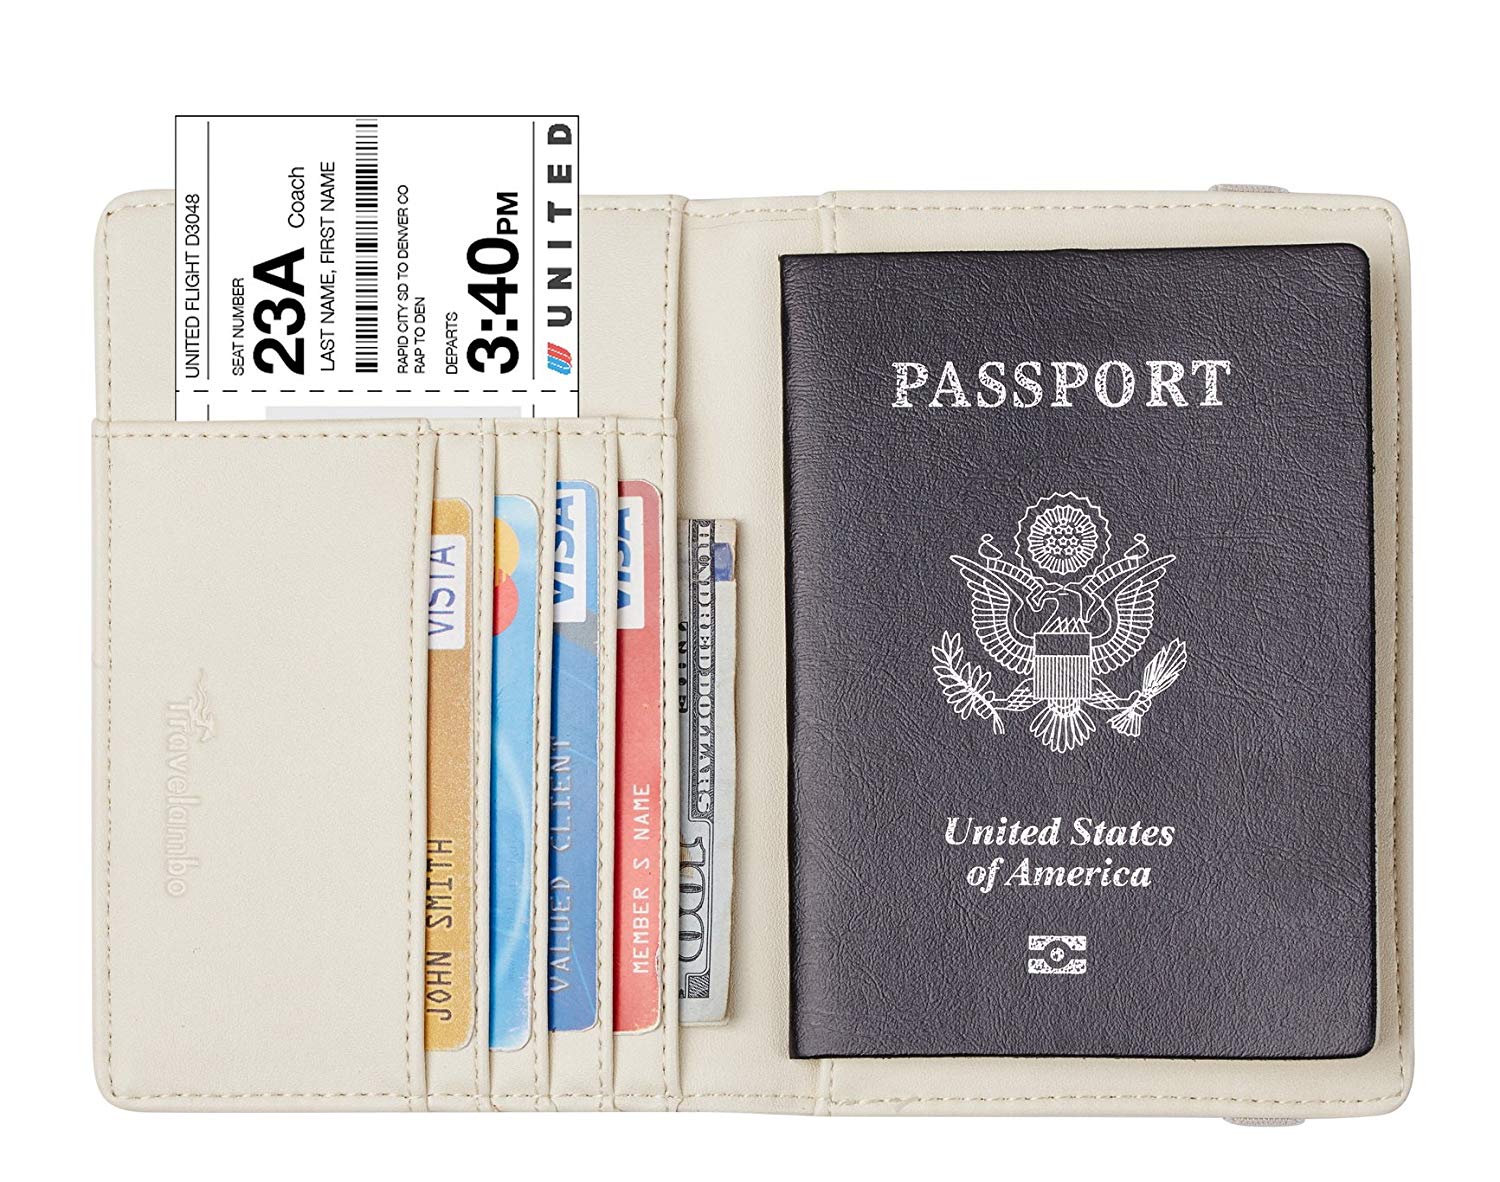 UNITED FLIGHT D3048
SEAT NUMBER
23A Coach
LAST NAME, FIRST NAME
RAPID CITY SD TO DENVER CO
RAP TO DEN
DEPARTS
3:40PM
UNITED
Travelambo
VISTA
JOHN SMITH
VISA
VALUED CLIENT
VISA
MEMBER S NAME
100
PASSPORT
United States
of America